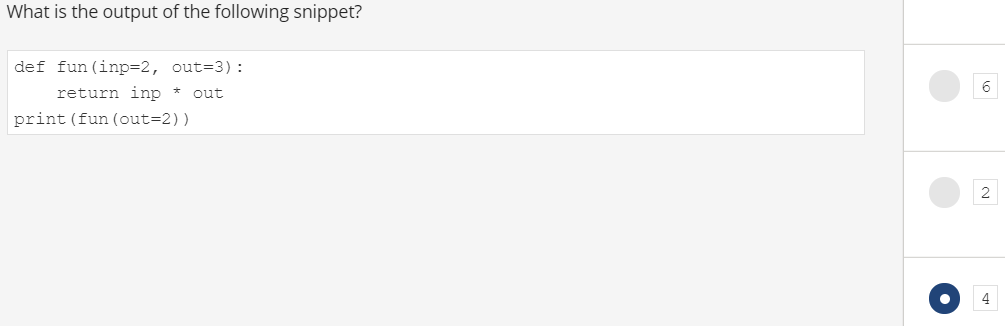 What is the output of the following snippet?
def fun(inp=2, out=3):
    return inp * out
print(fun(out=2))
6
2
4